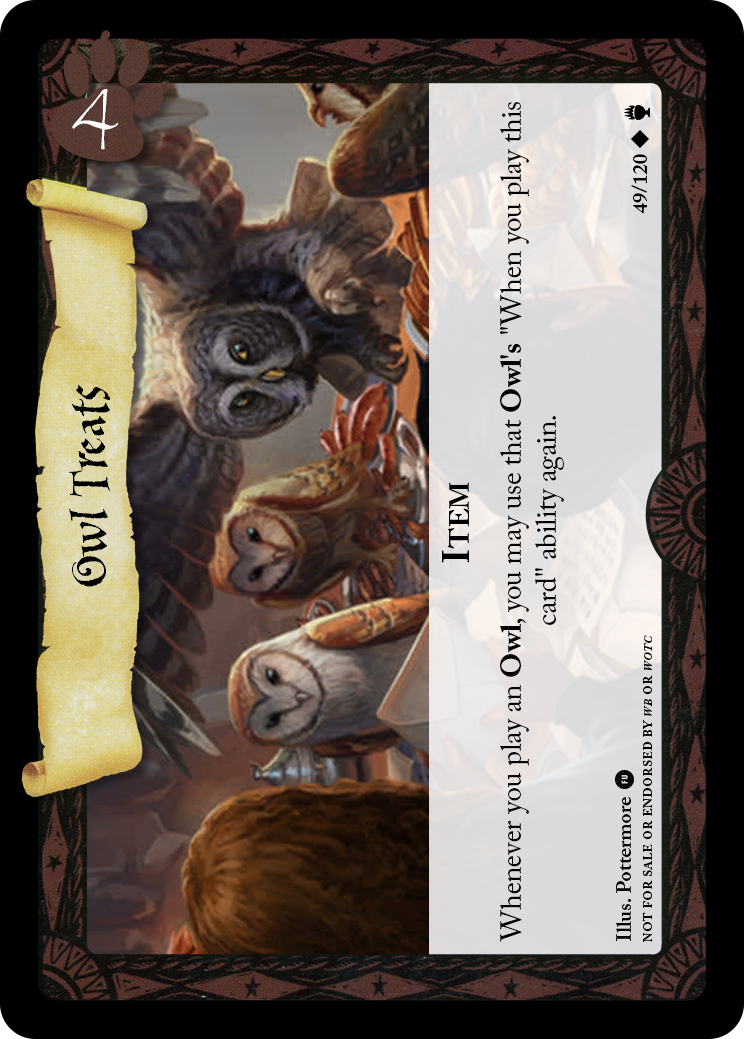 4
Owl Treats
ITEM
Whenever you play an Owl, you may use that Owl's "When you play this
card" ability again.
Illus. Pottermore FU
NOT FOR SALE OR ENDORSED BY WB OR WOTC
49/120